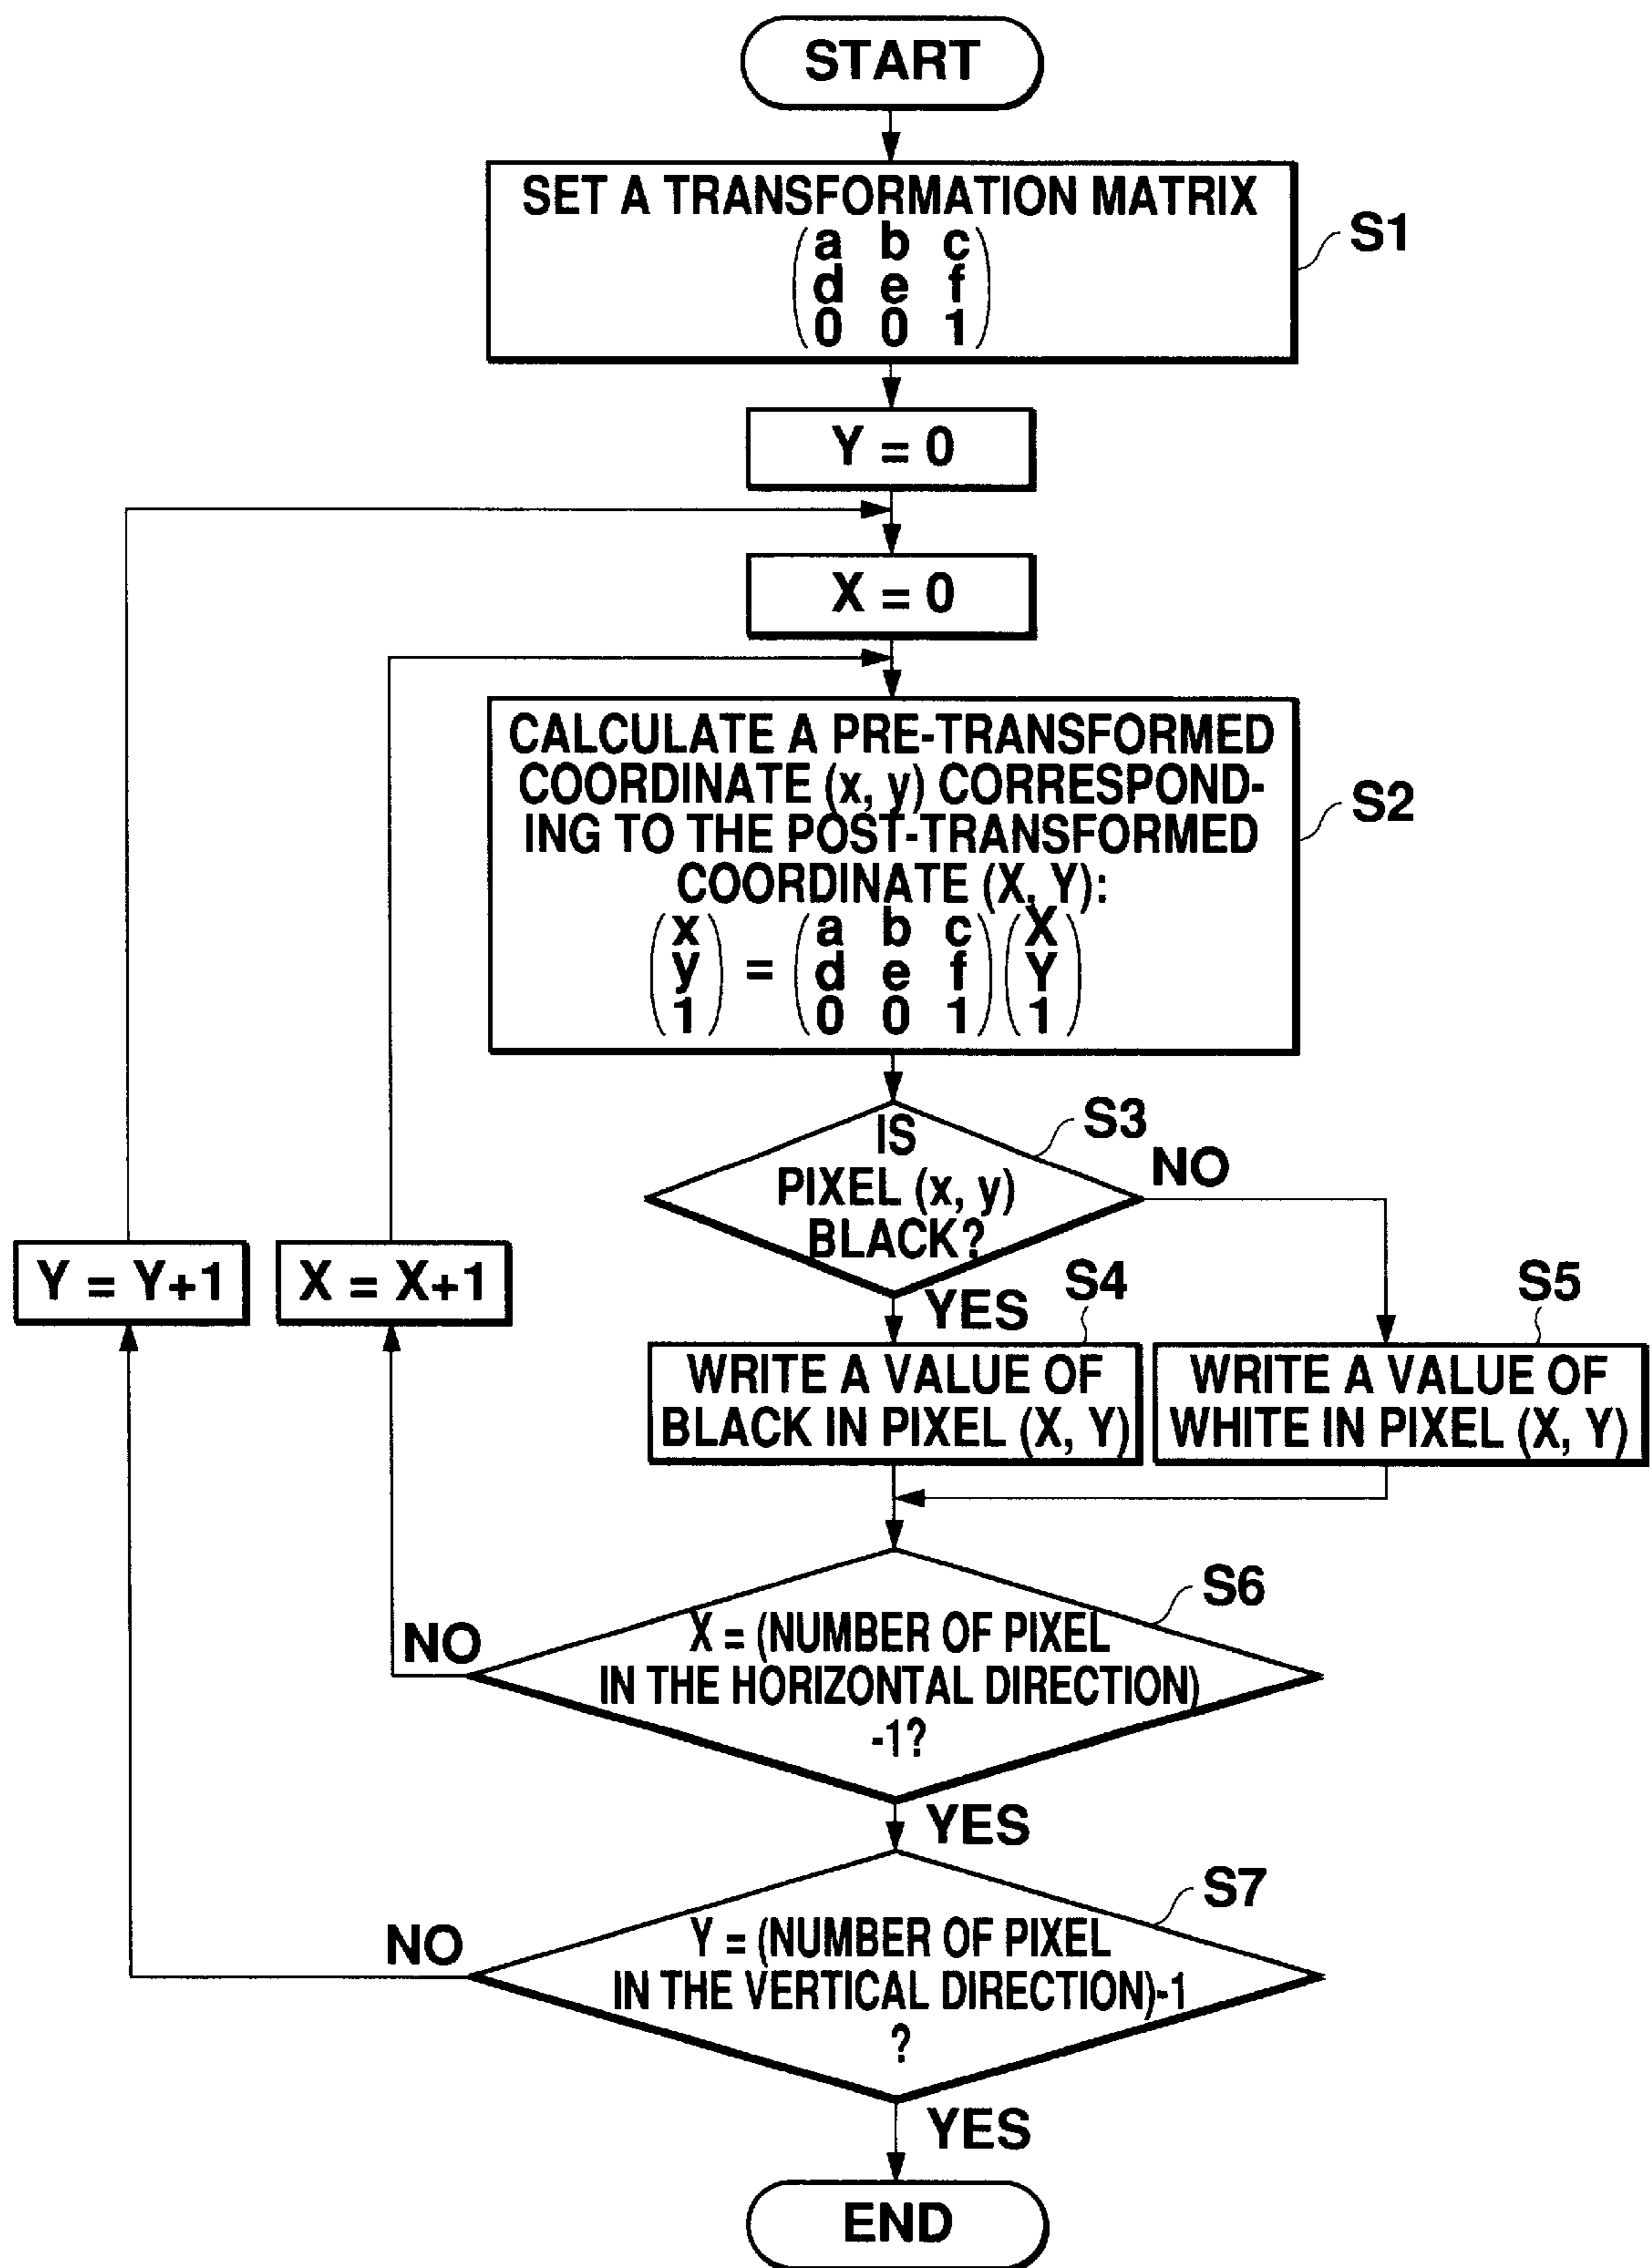 START
SET A TRANSFORMATION MATRIX
a b c
d e f
0 0 1
S1
Y = 0
X = 0
CALCULATE A PRE-TRANSFORMED
COORDINATE (x, y) CORRESPOND-
ING TO THE POST-TRANSFORMED
COORDINATE (X, Y):
(x y 1) = (a b c d e f 0 0 1) (X Y 1)
S2
IS
PIXEL (x, y)
BLACK?
S3
NO
YES
Y = Y+1
X = X+1
S4
WRITE A VALUE OF
BLACK IN PIXEL (X, Y)
S5
WRITE A VALUE OF
WHITE IN PIXEL (X, Y)
S6
X = (NUMBER OF PIXEL
IN THE HORIZONTAL DIRECTION)
-1?
NO
YES
S7
Y = (NUMBER OF PIXEL
IN THE VERTICAL DIRECTION)-1
?
NO
YES
END